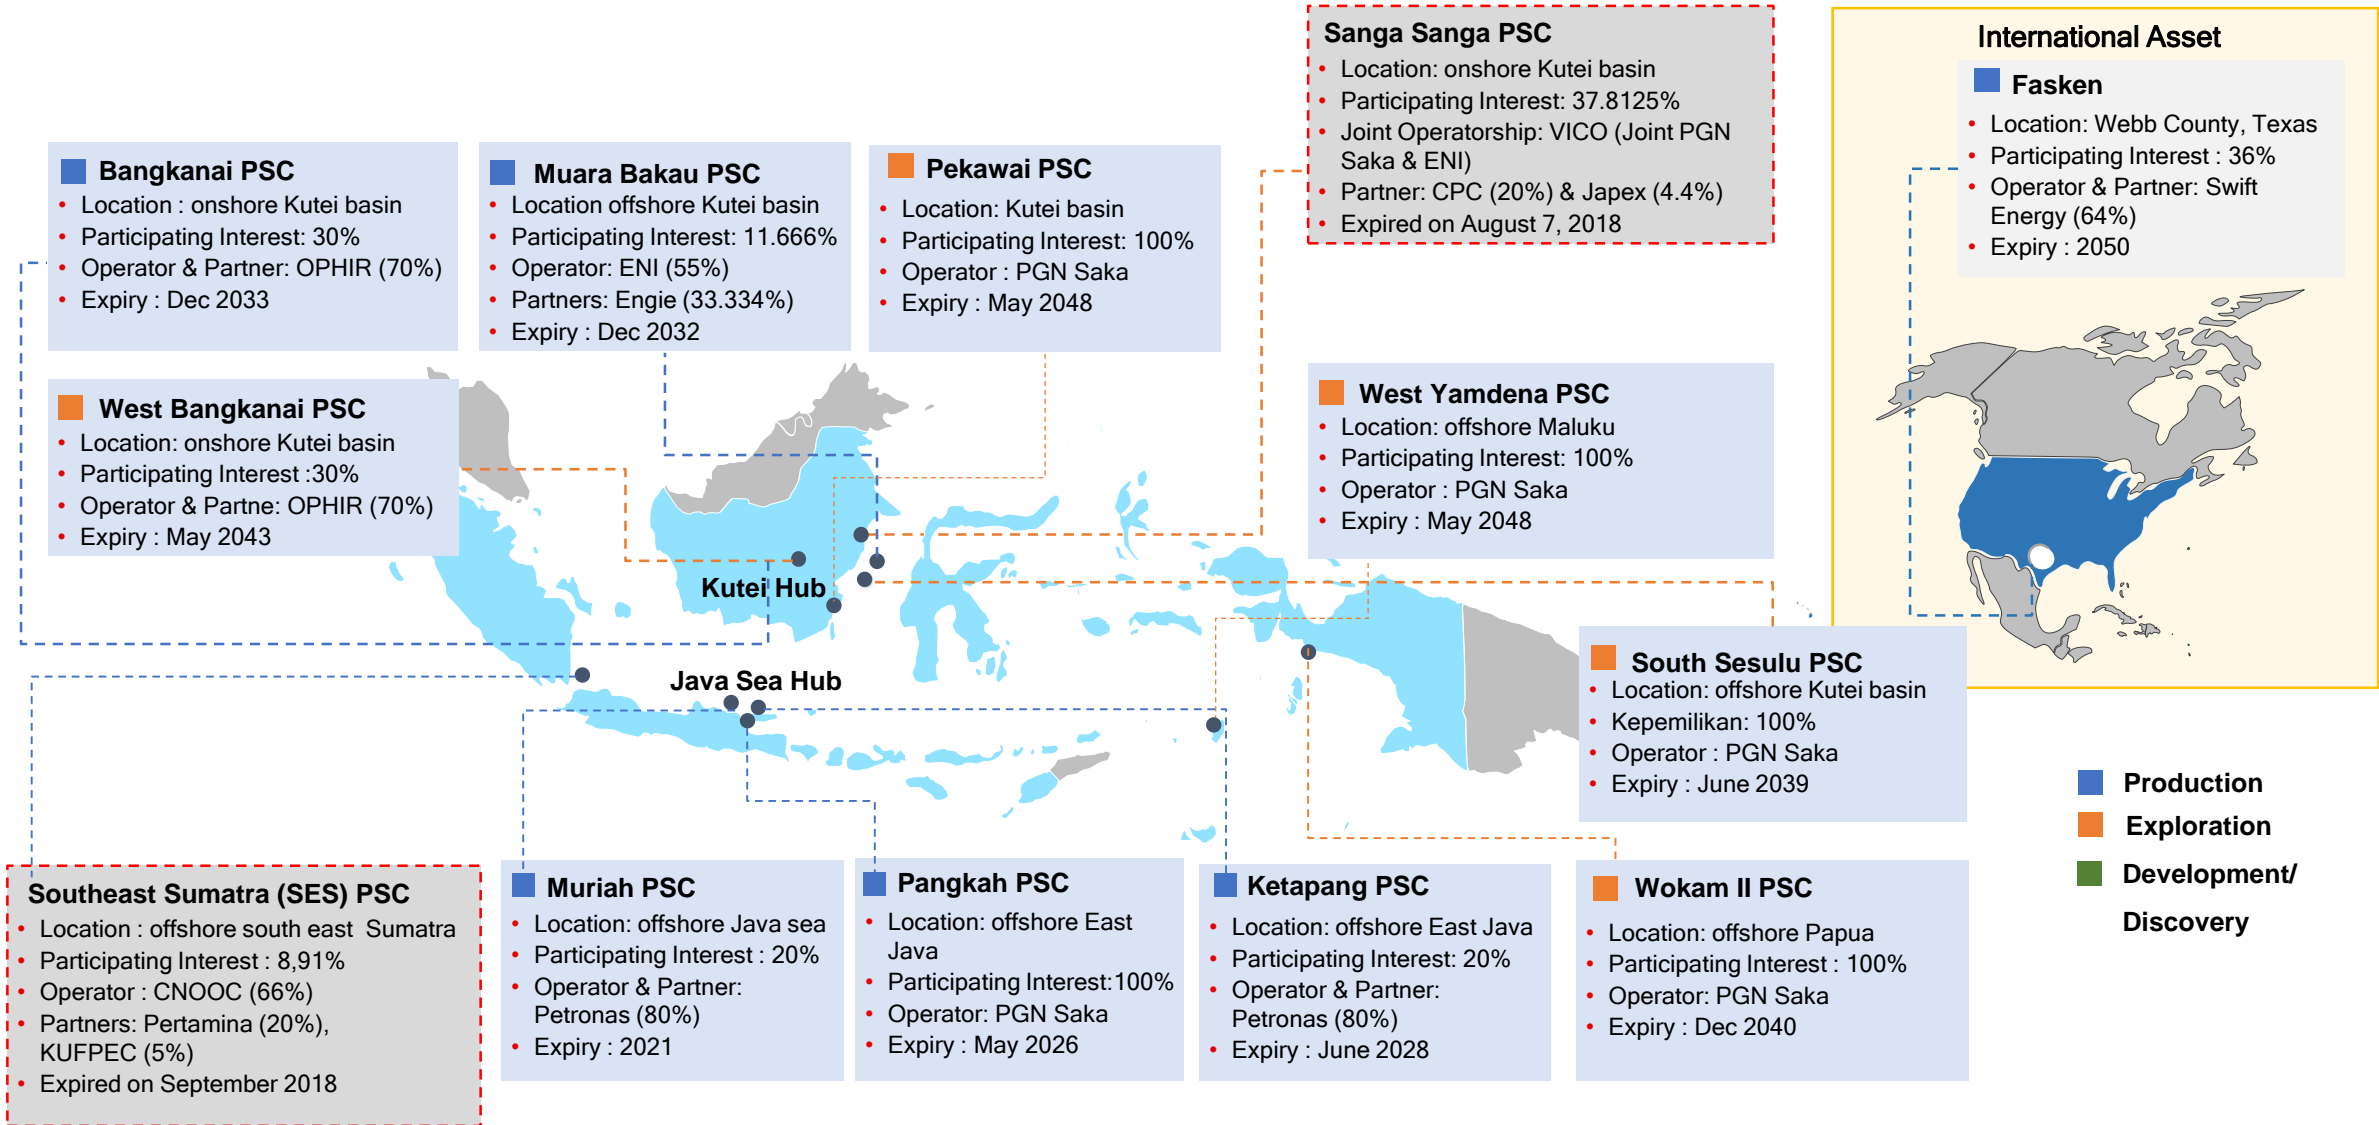 Sanga Sanga PSC
• Location: onshore Kutei basin
• Participating Interest: 37.8125%
• Joint Operatorship: VICO (Joint PGN
Saka & ENI)
• Partner: CPC (20%) & Japex (4.4%)
• Expired on August 7, 2018
International Asset
Fasken
• Location: Webb County, Texas
• Participating Interest : 36%
• Operator & Partner: Swift
Energy (64%)
• Expiry : 2050
Bangkanai PSC
• Location : onshore Kutei basin
• Participating Interest: 30%
• Operator & Partner: OPHIR (70%)
• Expiry : Dec 2033
Muara Bakau PSC
• Location offshore Kutei basin
• Participating Interest: 11.666%
• Operator: ENI (55%)
• Partners: Engie (33.334%)
• Expiry : Dec 2032
Pekawai PSC
• Location: Kutei basin
• Participating Interest: 100%
• Operator : PGN Saka
• Expiry : May 2048
West Bangkanai PSC
• Location: onshore Kutei basin
• Participating Interest :30%
• Operator & Partne: OPHIR (70%)
• Expiry : May 2043
West Yamdena PSC
• Location: offshore Maluku
• Participating Interest: 100%
• Operator : PGN Saka
• Expiry : May 2048
Kutei Hub
Java Sea Hub
South Sesulu PSC
• Location: offshore Kutei basin
• Kepemilikan: 100%
• Operator : PGN Saka
• Expiry : June 2039
Production
Exploration
Development/
Discovery
Southeast Sumatra (SES) PSC
• Location : offshore south east Sumatra
• Participating Interest : 8,91%
• Operator : CNOOC (66%)
• Partners: Pertamina (20%),
KUFPEC (5%)
• Expired on September 2018
Muriah PSC
• Location: offshore Java sea
• Participating Interest : 20%
• Operator & Partner:
Petronas (80%)
• Expiry : 2021
Pangkah PSC
• Location: offshore East
Java
• Participating Interest:100%
• Operator: PGN Saka
• Expiry : May 2026
Ketapang PSC
• Location: offshore East Java
• Participating Interest: 20%
• Operator & Partner:
Petronas (80%)
• Expiry : June 2028
Wokam II PSC
• Location: offshore Papua
• Participating Interest : 100%
• Operator: PGN Saka
• Expiry : Dec 2040